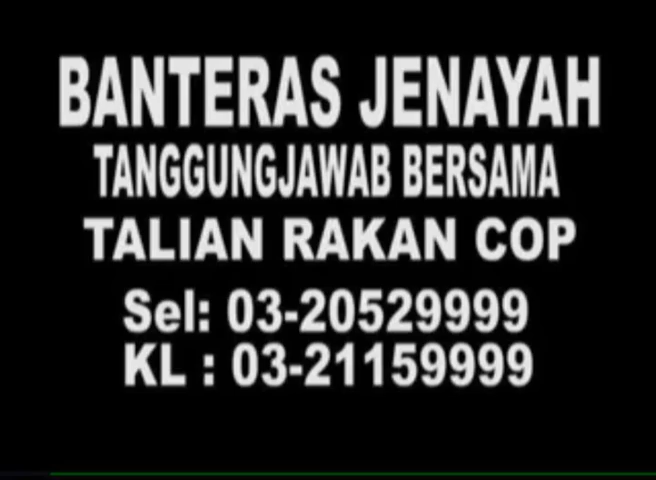 BANTERAS JENAYAH
TANGGUNGJAWAB BERSAMA
TALIAN RAKAN COP
Sel: 03-20529999
KL : 03-21159999